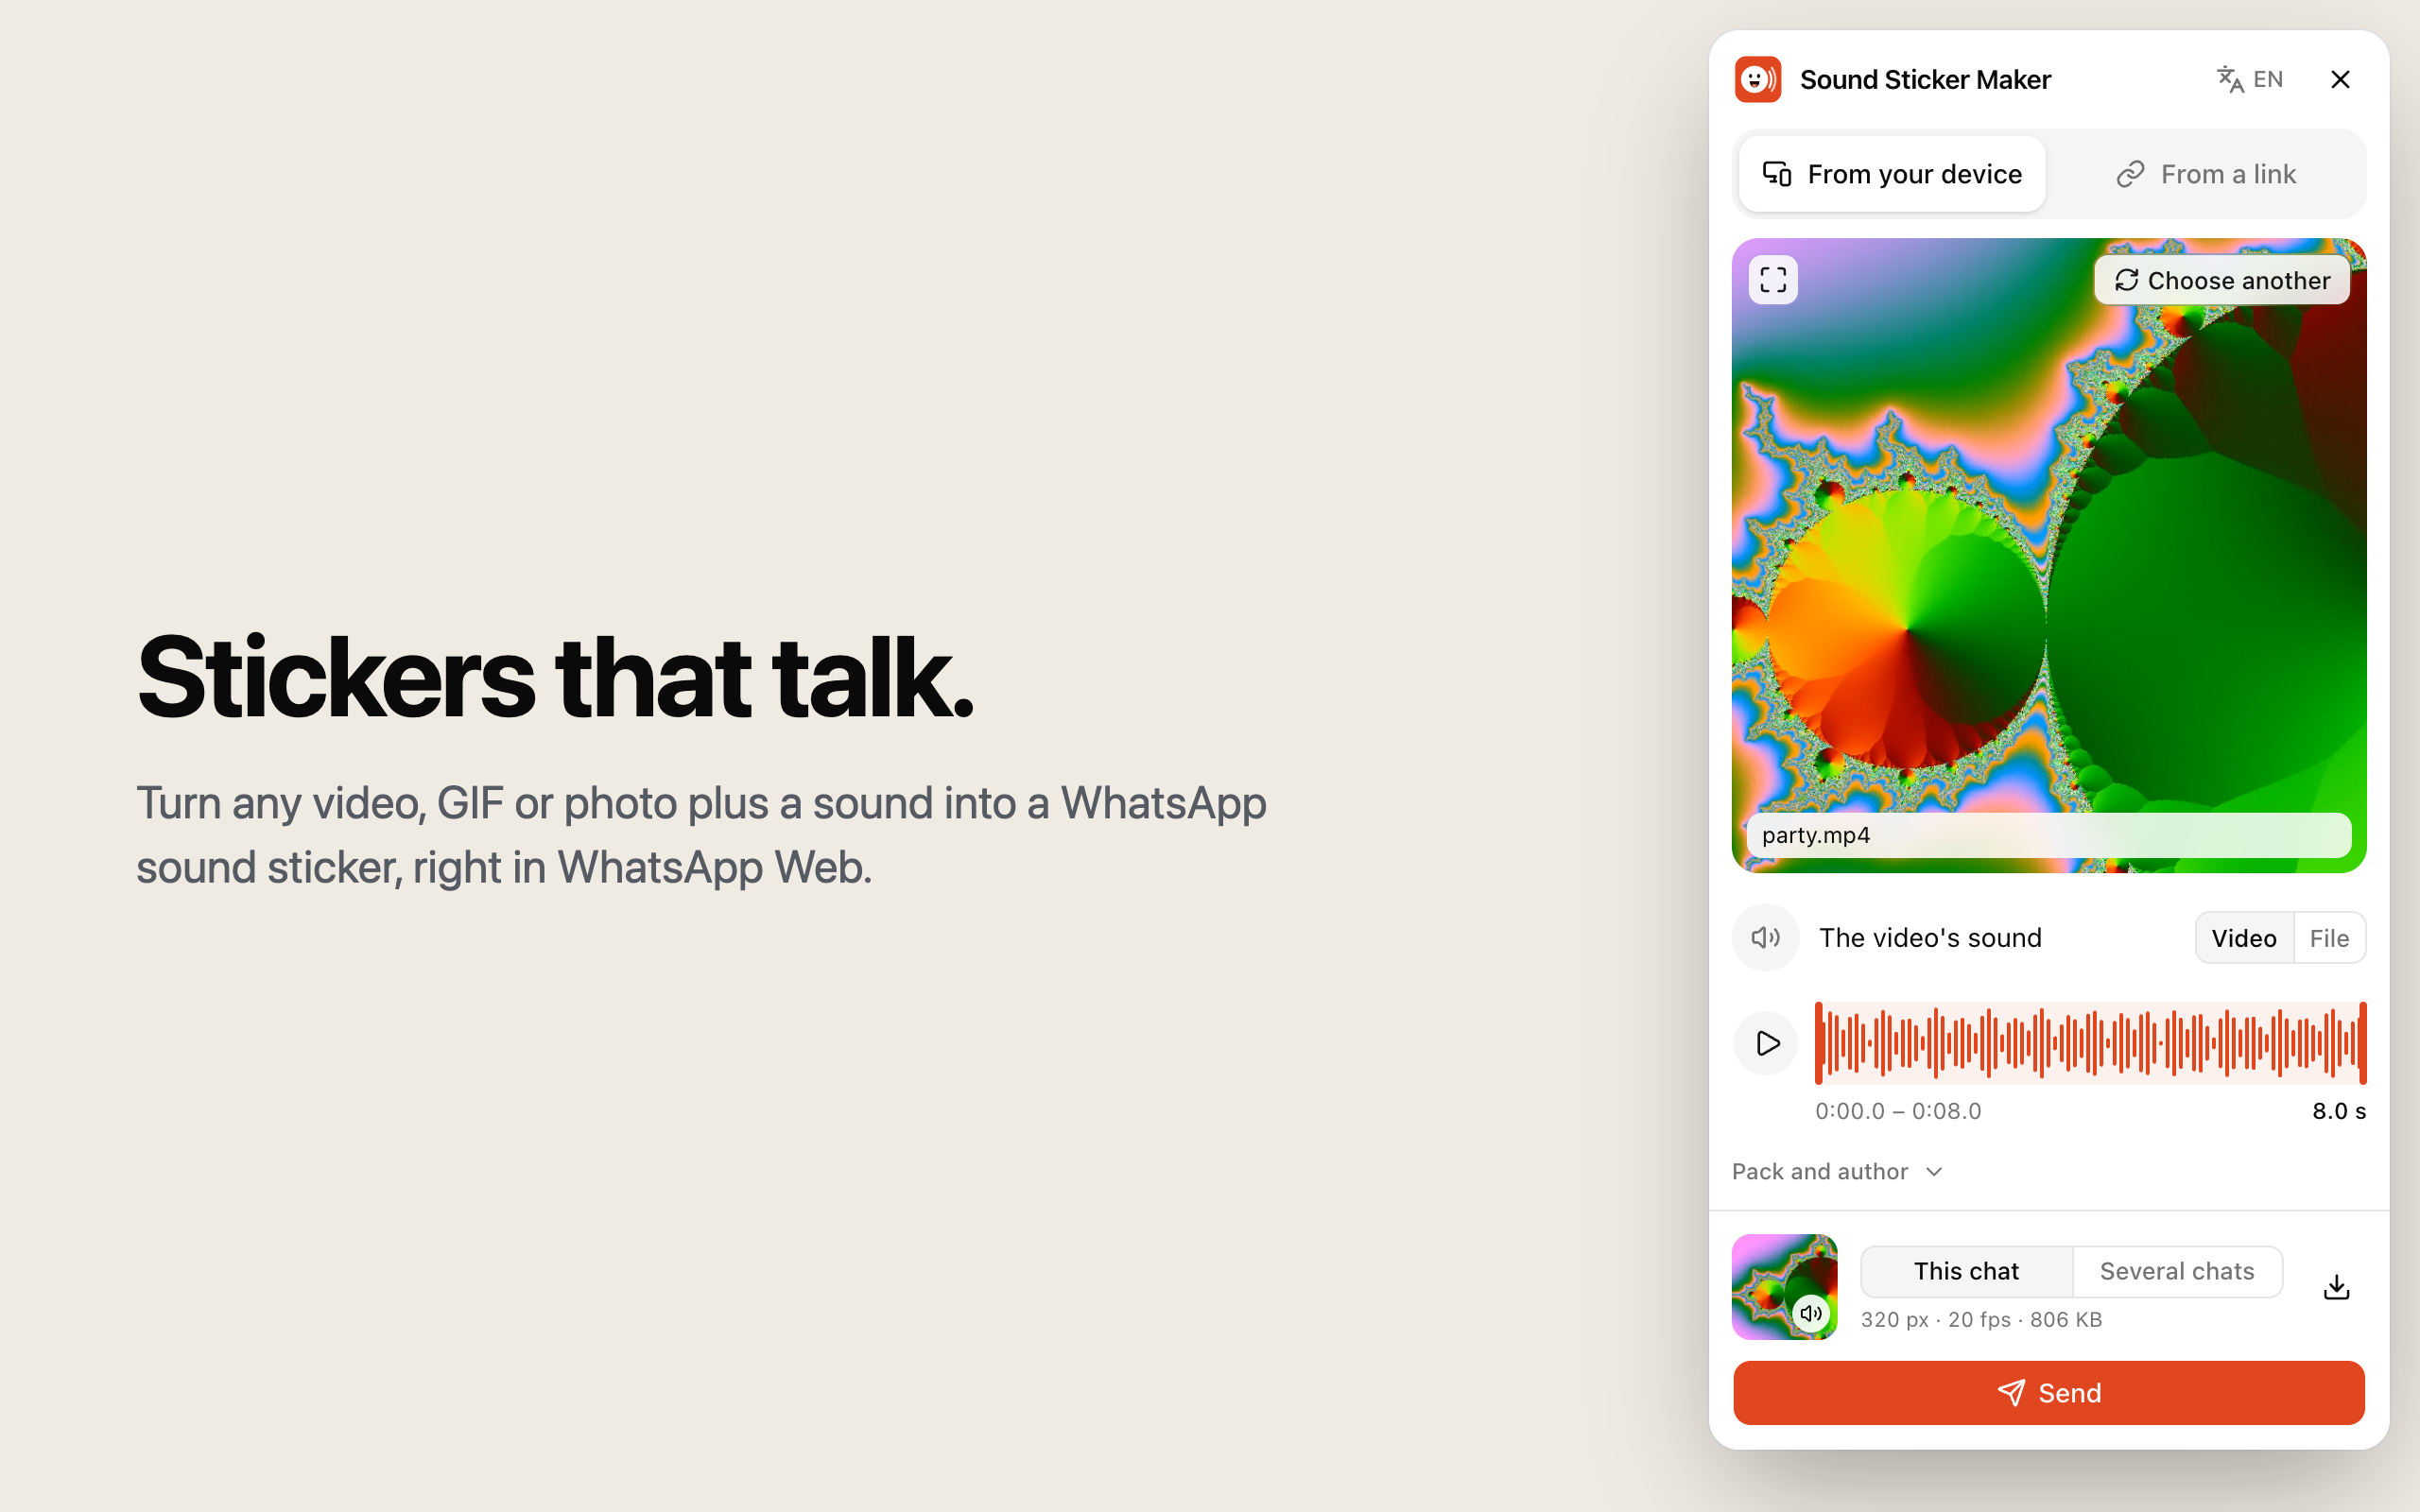 Stickers that talk.
Turn any video, GIF or photo plus a sound into a WhatsApp
sound sticker, right in WhatsApp Web.
Sound Sticker Maker
EN
From your device
From a link
Choose another
party.mp4
The video's sound
Video
File
0:00.0 – 0:08.0
8.0 s
Pack and author
This chat
Several chats
320 px · 20 fps · 806 KB
Send